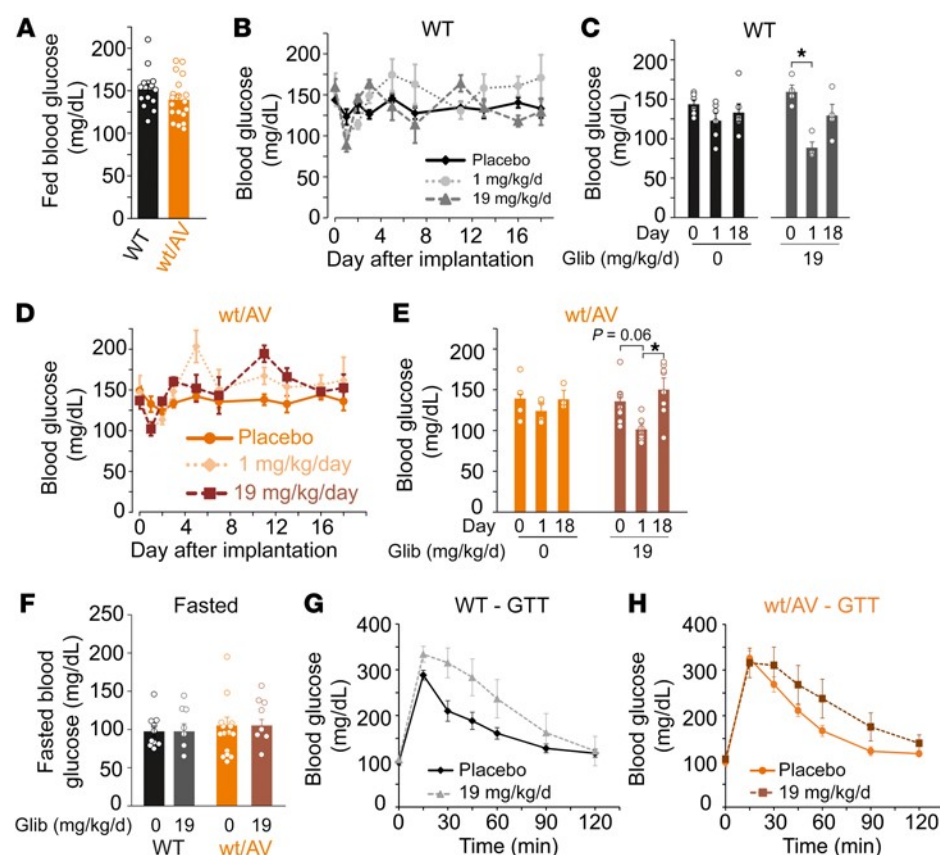 A
Fed blood glucose
(mg/dL)
200
150
100
50
0
WT
wt/AV
B
WT
Blood glucose
(mg/dL)
200
150
100
50
0
Placebo
1 mg/kg/d
19 mg/kg/d
0 4 8 12 16
Day after implantation
C
WT
Blood glucose
(mg/dL)
200
150
100
50
0
*
Day 0 1 18 0 1 18
Glib (mg/kg/d) 0 19
D
wt/AV
Blood glucose
(mg/dL)
200
150
100
50
0
Placebo
1 mg/kg/day
19 mg/kg/day
0 4 8 12 16
Day after implantation
E
wt/AV
Blood glucose
(mg/dL)
200
150
100
50
0
P = 0.06
*
Day 0 1 18 0 1 18
Glib (mg/kg/d) 0 19
F
Fasted
Fasted blood
glucose (mg/dL)
250
200
150
100
50
0
Glib (mg/kg/d) 0 19 0 19
WT wt/AV
G
WT - GTT
Blood glucose
(mg/dL)
400
300
200
100
0
Placebo
19 mg/kg/d
0 30 60 90 120
Time (min)
H
wt/AV - GTT
Blood glucose
(mg/dL)
400
300
200
100
0
Placebo
19 mg/kg/d
0 30 60 90 120
Time (min)